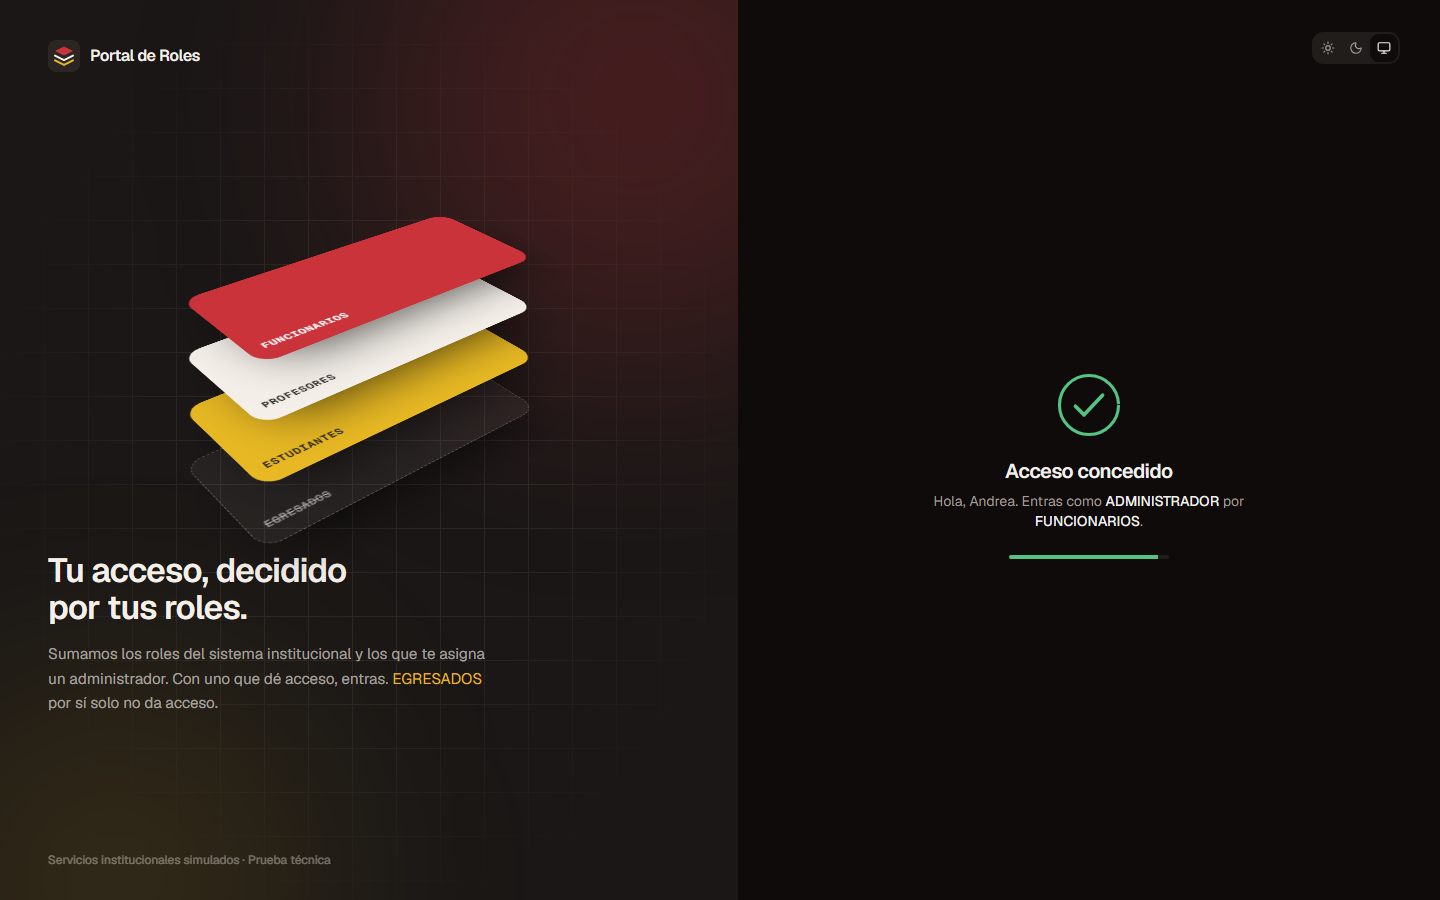 Portal de Roles
FUNCIONARIOS
PROFESORES
ESTUDIANTES
EGRESADOS
Tu acceso, decidido
por tus roles.
Sumamos los roles del sistema institucional y los que te asigna
un administrador. Con uno que dé acceso, entras. EGRESADOS
por sí solo no da acceso.
Servicios institucionales simulados · Prueba técnica
Acceso concedido
Hola, Andrea. Entras como ADMINISTRADOR por
FUNCIONARIOS.